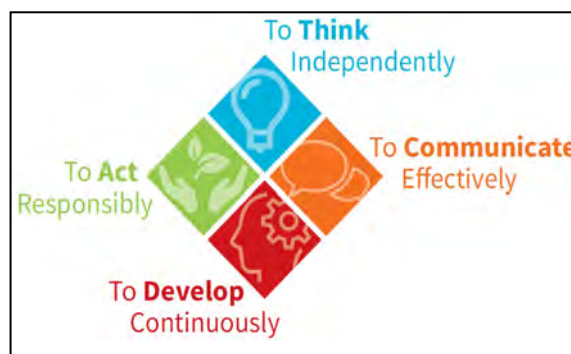 To Think
Independently
To Communicate
Effectively
To Act
Responsibly
To Develop
Continuously